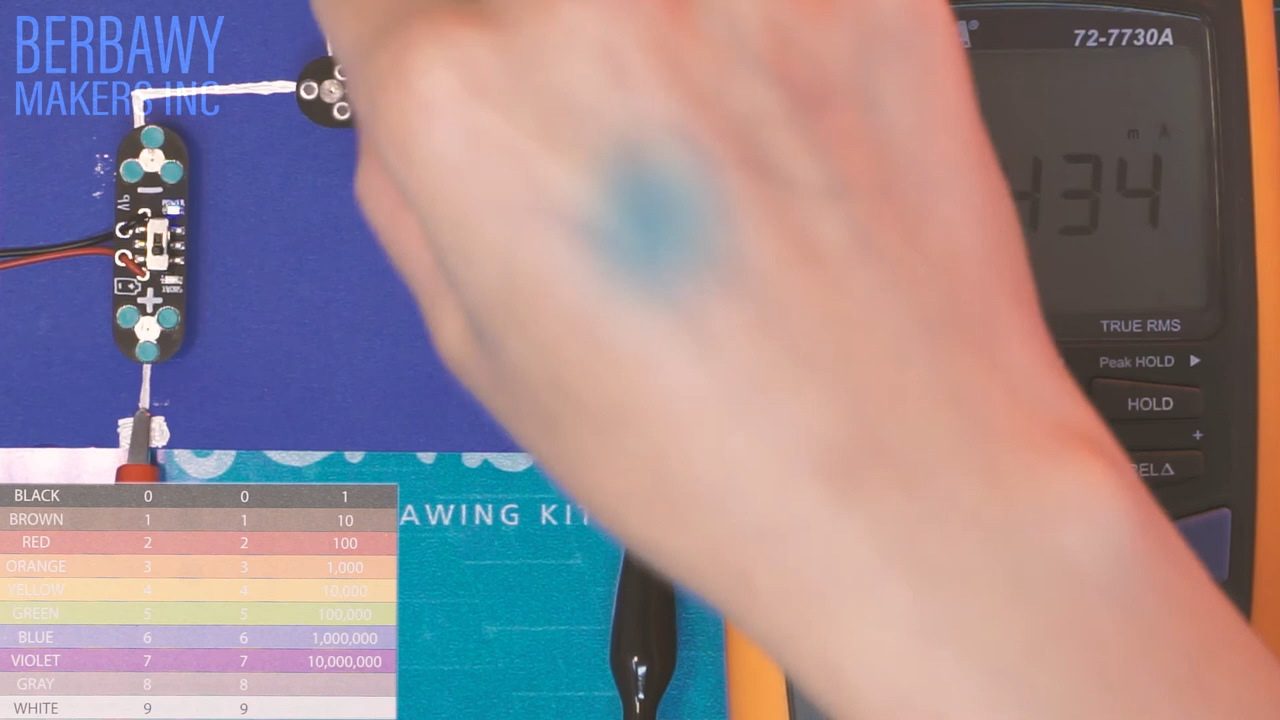 BERBAWY
MAKERS INC
72-7730A
m A
34
TRUE RMS
Peak HOLD
HOLD
+
REL△
AWING KIT
BLACK 0 0 1
BROWN 1 1 10
RED 2 2 100
ORANGE 3 3 1,000
YELLOW 4 4 10,000
GREEN 5 5 100,000
BLUE 6 6 1,000,000
VIOLET 7 7 10,000,000
GRAY 8 8
WHITE 9 9